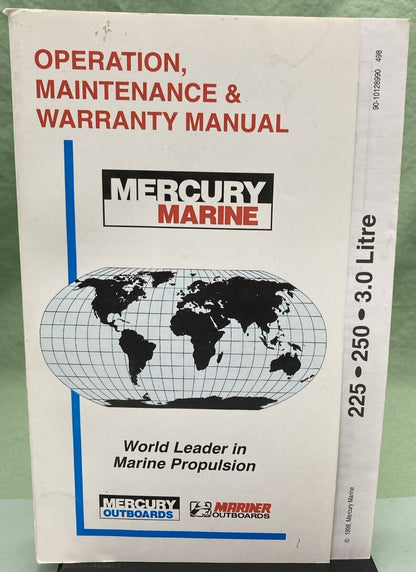 OPERATION,
MAINTENANCE &
WARRANTY MANUAL
MERCURY
MARINE
World Leader in
Marine Propulsion
MERCURY
OUTBOARDS
MARINER
OUTBOARDS
90-10128990 498
225 • 250 • 3.0 Litre
© 1998, Mercury Marine